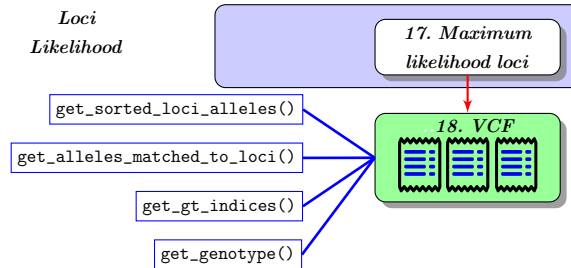 Loci
Likelihood
17. Maximum
likelihood loci
get_sorted_loci_alleles()
get_alleles_matched_to_loci()
get_gt_indices()
get_genotype()
18. VCF